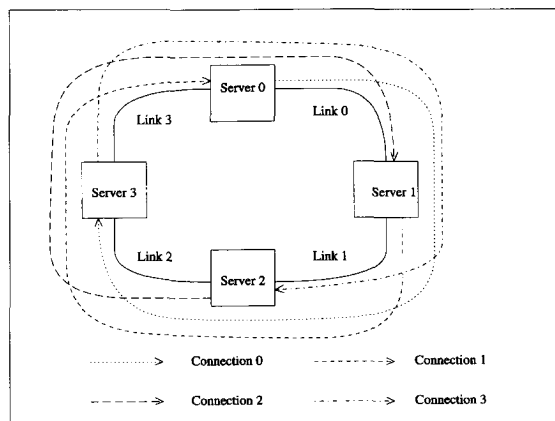 Server 0
Link 3
Link 0
Server 3
Server 1
Link 2
Server 2
Link 1
Connection 0
Connection 1
Connection 2
Connection 3